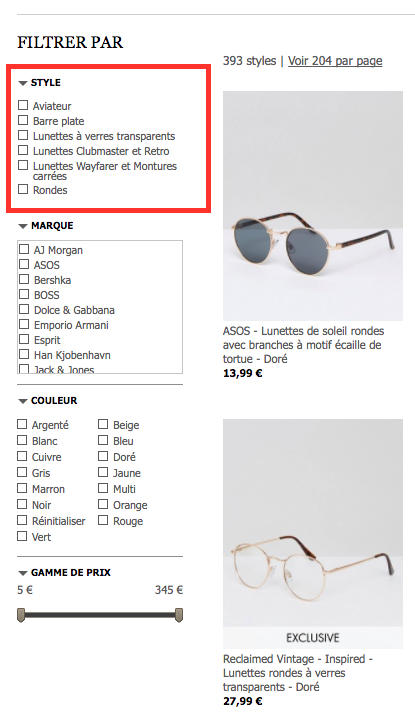 FILTRER PAR
STYLE
Aviateur
Barre plate
Lunettes à verres transparents
Lunettes Clubmaster et Retro
Lunettes Wayfarer et Montures
carrées
Rondes
MARQUE
AJ Morgan
ASOS
Bershka
BOSS
Dolce & Gabbana
Emporio Armani
Esprit
Han Kjobenhavn
Jack & Jones
COULEUR
Argenté Beige
Blanc Bleu
Cuivre Doré
Gris Jaune
Marron Multi
Noir Orange
Réinitialiser Rouge
Vert
GAMME DE PRIX
5 € 345 €
393 styles | Voir 204 par page
ASOS - Lunettes de soleil rondes
avec branches à motif écaille de
tortue - Doré
13,99 €
EXCLUSIVE
Reclaimed Vintage - Inspired -
Lunettes rondes à verres
transparents - Doré
27,99 €